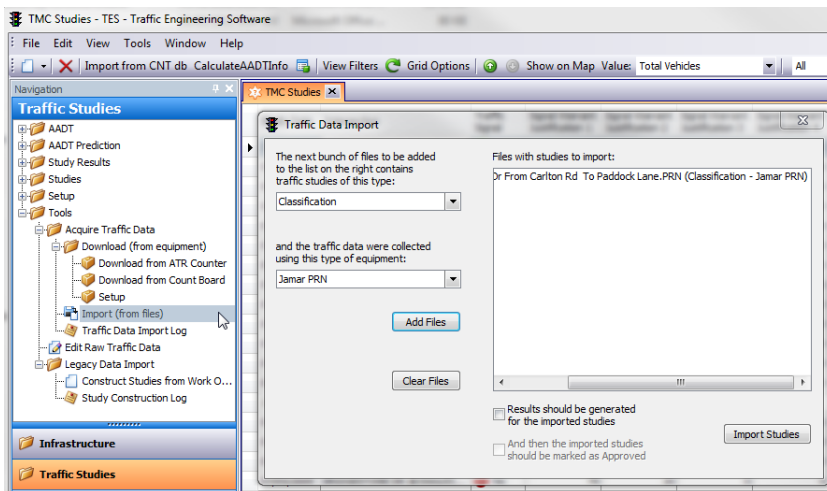 TMC Studies - TES - Traffic Engineering Software
File Edit View Tools Window Help
Import from CNT db CalculateAADTInfo View Filters Grid Options Show on Map Value: Total Vehicles All
Navigation
TMC Studies
Traffic Studies
AADT
AADT Prediction
Study Results
Studies
Setup
Tools
Acquire Traffic Data
Download (from equipment)
Download from ATR Counter
Download from Count Board
Setup
Import (from files)
Traffic Data Import Log
Edit Raw Traffic Data
Legacy Data Import
Construct Studies from Work O...
Study Construction Log
Infrastructure
Traffic Studies
Traffic Data Import
The next bunch of files to be added
to the list on the right contains
traffic studies of this type:
Classification
and the traffic data were collected
using this type of equipment:
Jamar PRN
Add Files
Clear Files
Files with studies to import:
Dr From Carlton Rd To Paddock Lane.PRN (Classification - Jamar PRN)
Results should be generated
for the imported studies
And then the imported studies
should be marked as Approved
Import Studies